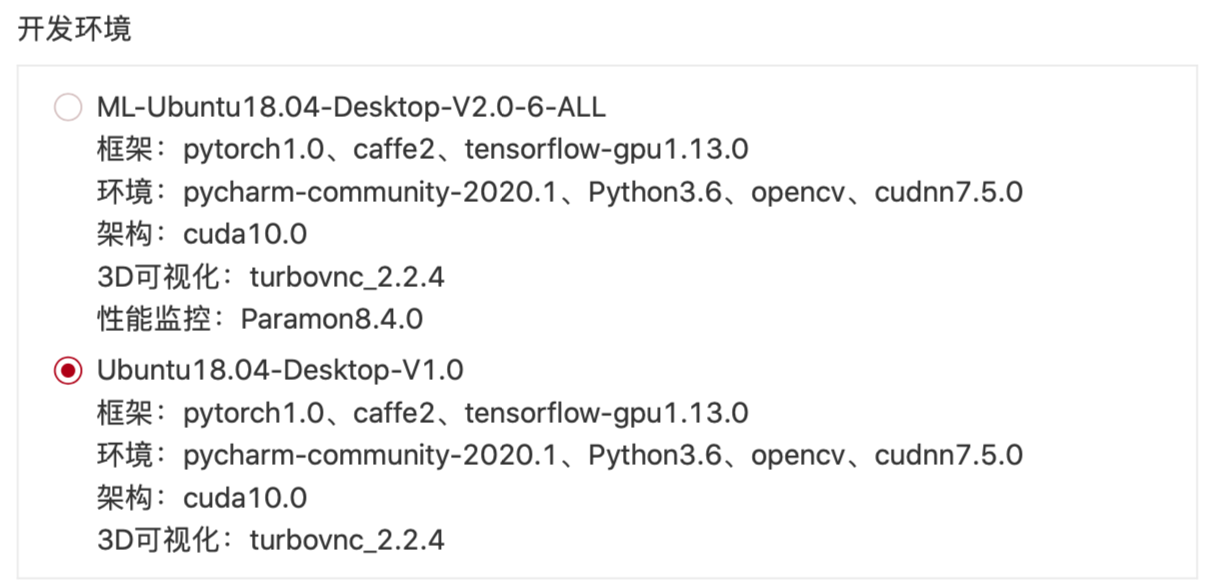 开发环境
ML-Ubuntu18.04-Desktop-V2.0-6-ALL
框架：pytorch1.0、caffe2、tensorflow-gpu1.13.0
环境：pycharm-community-2020.1、Python3.6、opencv、cudnn7.5.0
架构：cuda10.0
3D可视化：turbovnc_2.2.4
性能监控：Paramon8.4.0
Ubuntu18.04-Desktop-V1.0
框架：pytorch1.0、caffe2、tensorflow-gpu1.13.0
环境：pycharm-community-2020.1、Python3.6、opencv、cudnn7.5.0
架构：cuda10.0
3D可视化：turbovnc_2.2.4